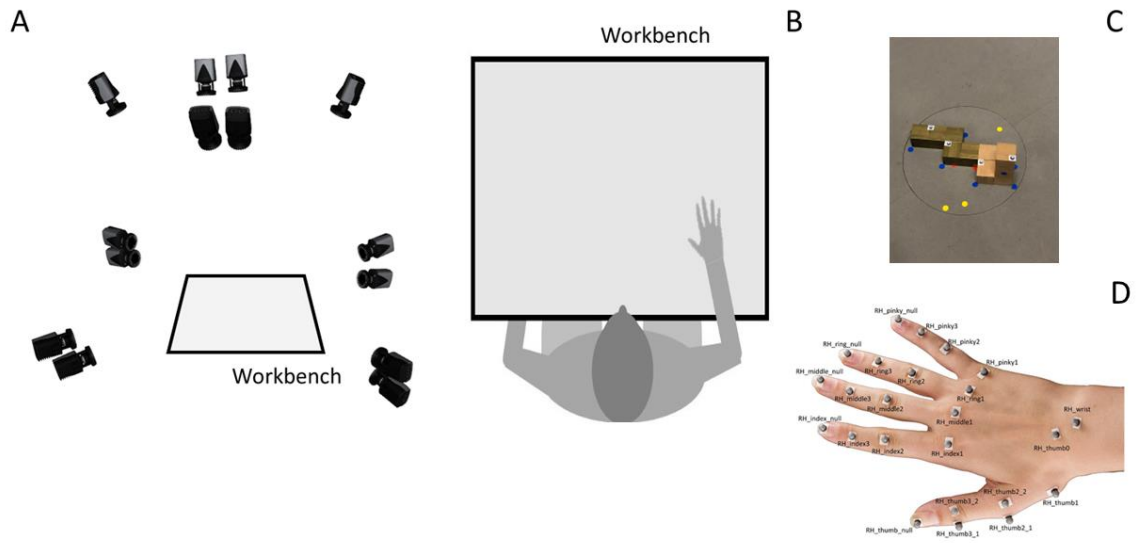 A
Workbench
Workbench
B
C
D
RH_pinky_null
RH_pinky3
RH_pinky2
RH_pinky1
RH_ring_null
RH_ring3
RH_ring2
RH_ring1
RH_middle_null
RH_middle3
RH_middle2
RH_middle1
RH_index_null
RH_index3
RH_index2
RH_index1
RH_wrist
RH_thumb0
RH_thumb1
RH_thumb2_2
RH_thumb3_2
RH_thumb_null
RH_thumb3_1
RH_thumb2_1